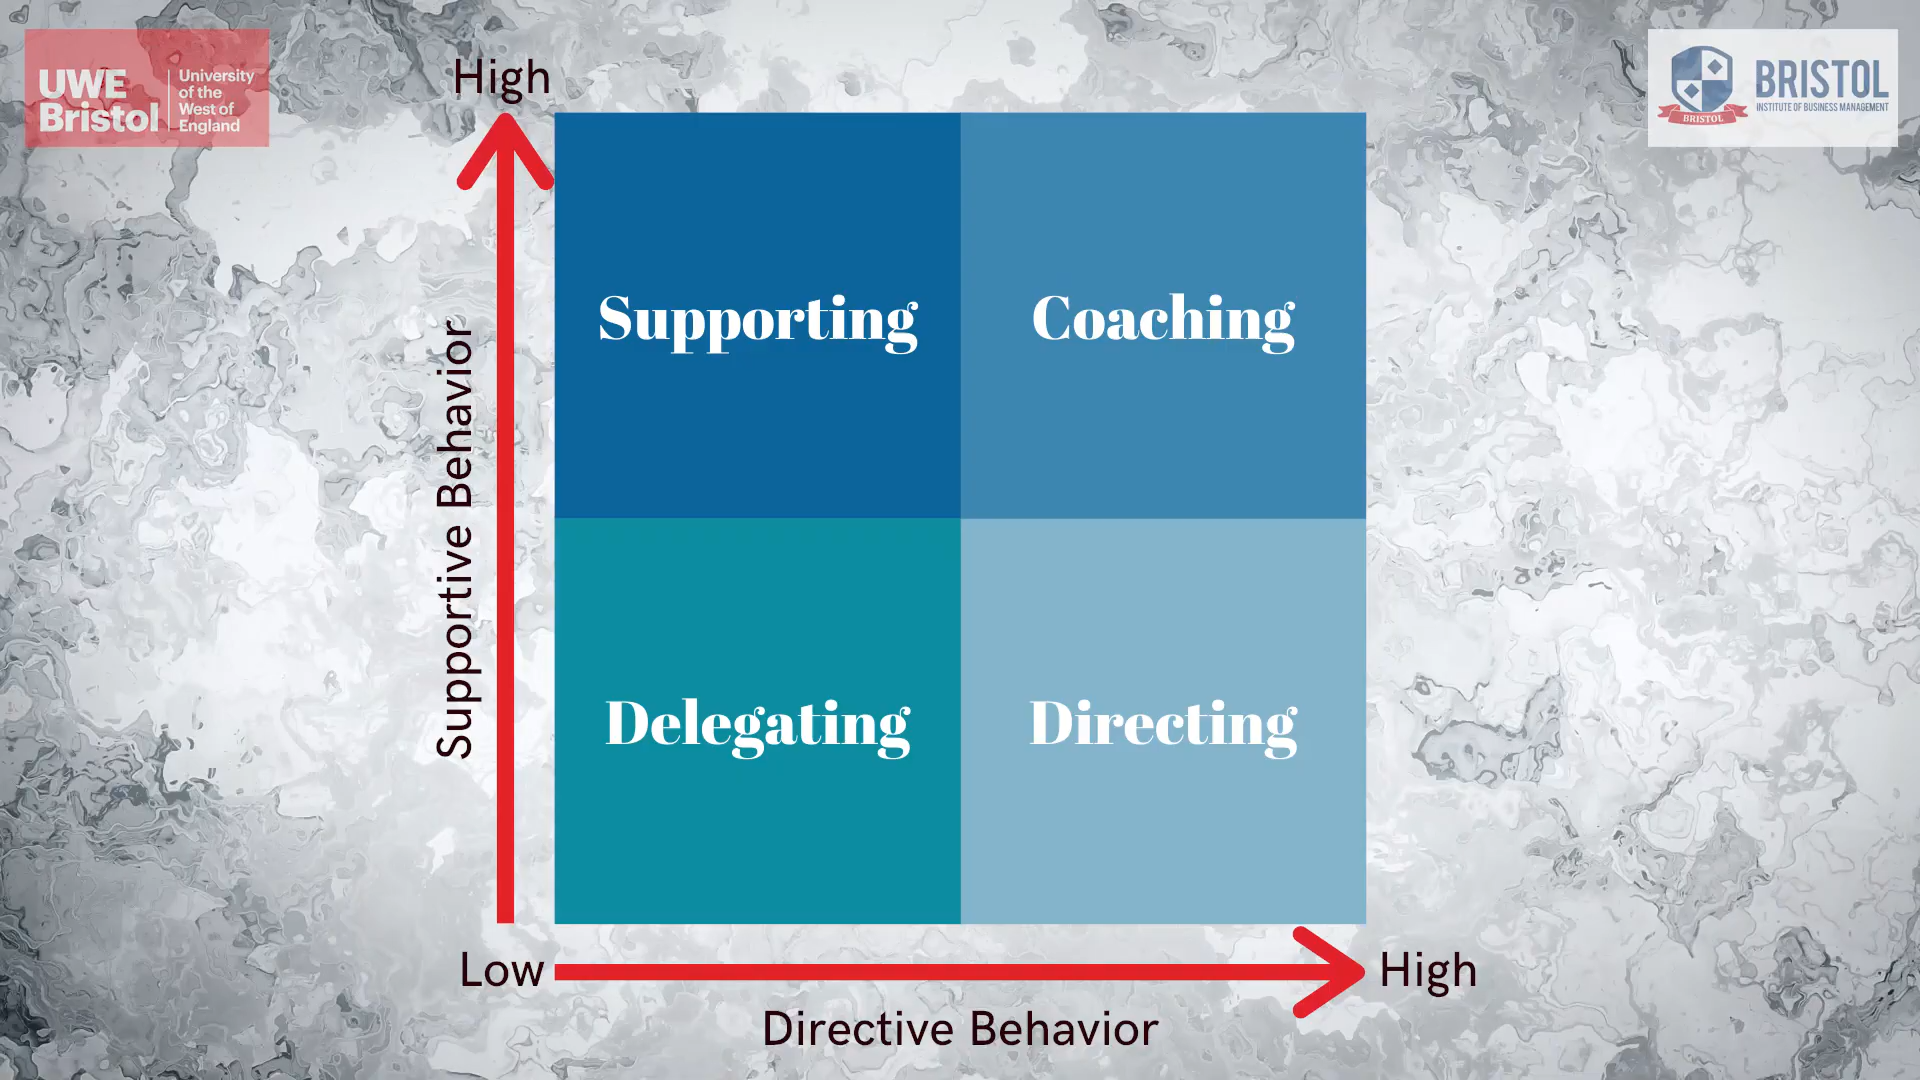 UWE
Bristol
University
of the
West of
England
BRISTOL
INSTITUTE OF BUSINESS MANAGEMENT
BRISTOL
High
Supportive Behavior
Supporting
Coaching
Delegating
Directing
Low
High
Directive Behavior